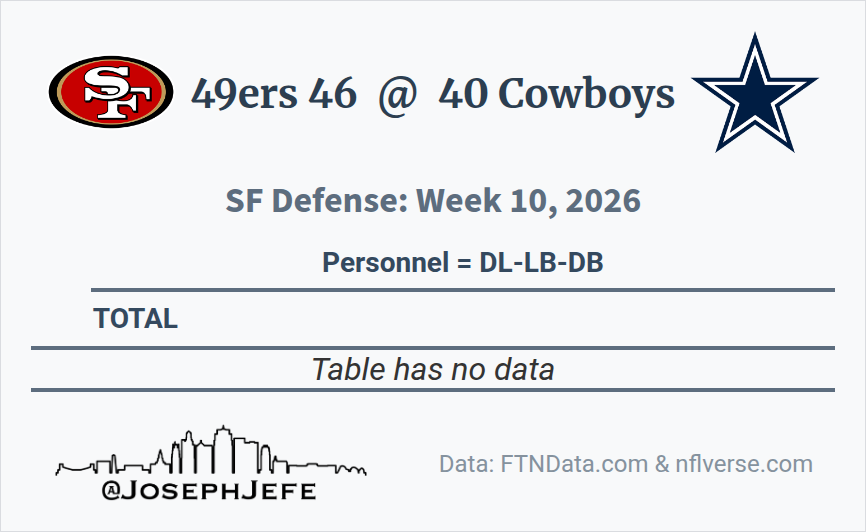 SF 49ers 46 @ 40 Cowboys
SF Defense: Week 10, 2026
Personnel = DL-LB-DB
TOTAL
Table has no data
@JOSEPHJEFE
Data: FTNData.com & nflverse.com